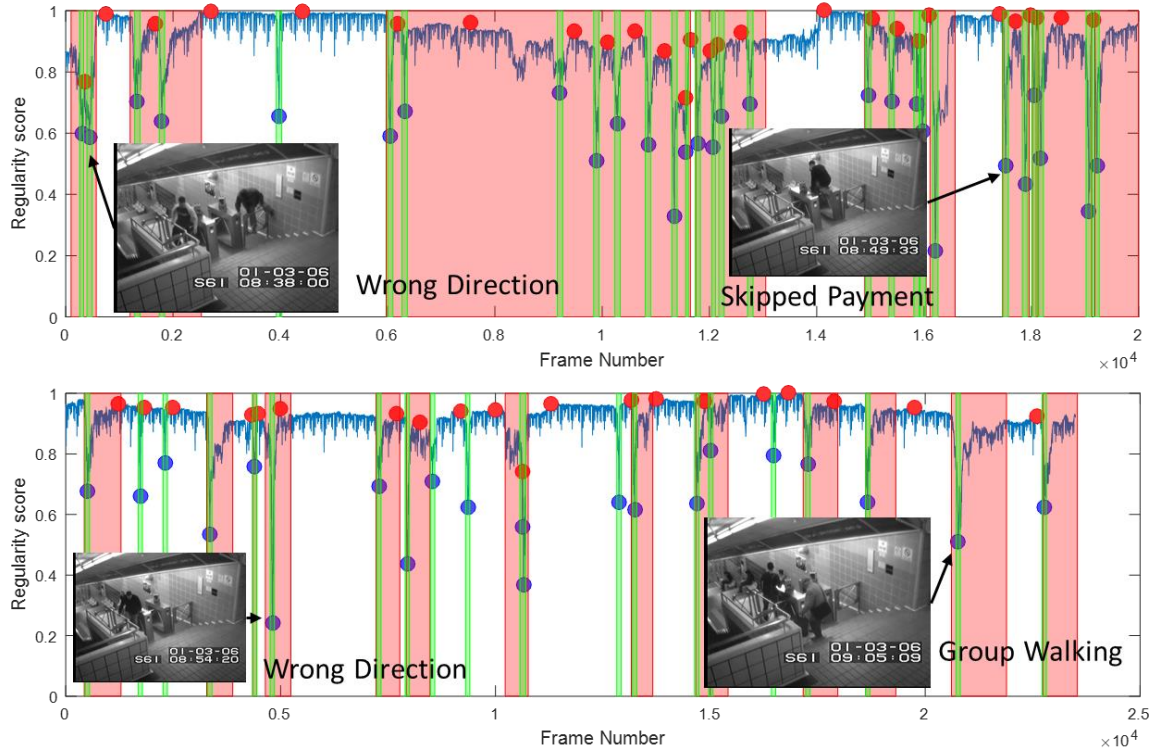 1
0.8
0.6
0.4
0.2
0
Regularity score
01-03-06
S61 08:38:00
Wrong Direction
01-03-06
S61 08:49:33
Skipped Payment
0 0.2 0.4 0.6 0.8 1 1.2 1.4 1.6 1.8 2
Frame Number
×10⁴
1
0.8
0.6
0.4
0.2
0
Regularity score
01-03-06
S61 08:54:20
Wrong Direction
01-03-06
S61 09:05:09
Group Walking
0 0.5 1 1.5 2 2.5
Frame Number
×10⁴